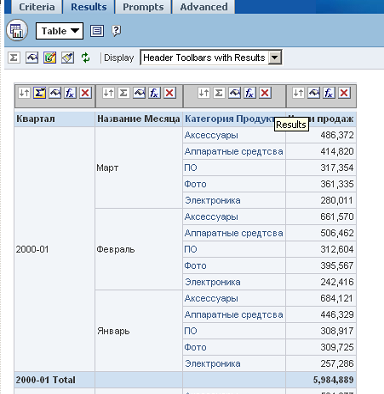 Criteria Results Prompts Advanced
Table
Display Header Toolbars with Results
Квартал Название Месяца Категория Продукт и продаж
Results
Март Аксессуары 486,372
Аппаратные средтсва 414,820
ПО 317,354
Фото 361,335
Электроника 280,011
2000-01 Февраль Аксессуары 661,570
Аппаратные средтсва 506,462
ПО 312,604
Фото 395,567
Электроника 242,416
Январь Аксессуары 684,121
Аппаратные средтсва 446,329
ПО 308,917
Фото 309,725
Электроника 257,286
2000-01 Total 5,984,889